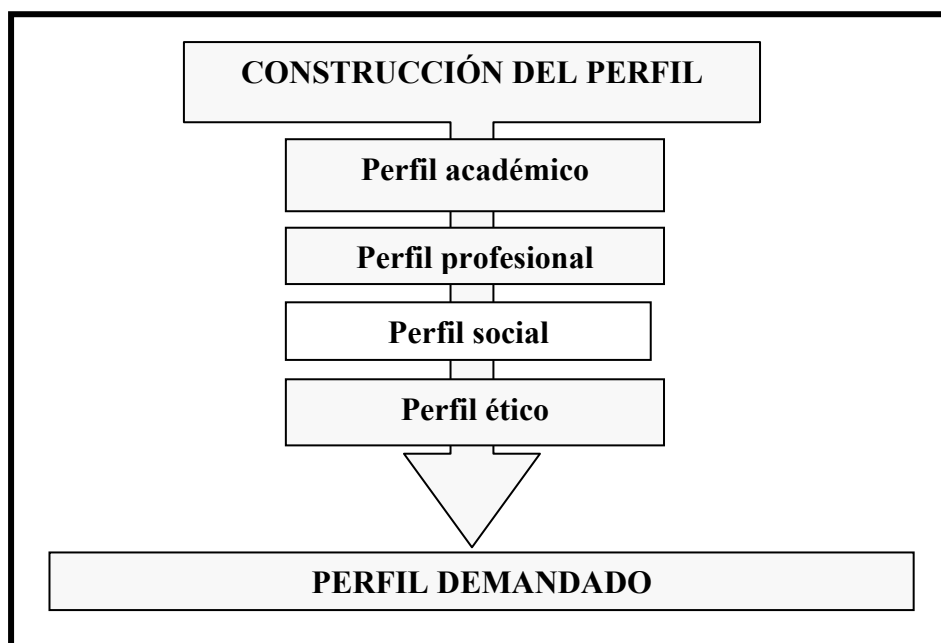 CONSTRUCCIÓN DEL PERFIL
Perfil académico
Perfil profesional
Perfil social
Perfil ético
PERFIL DEMANDADO